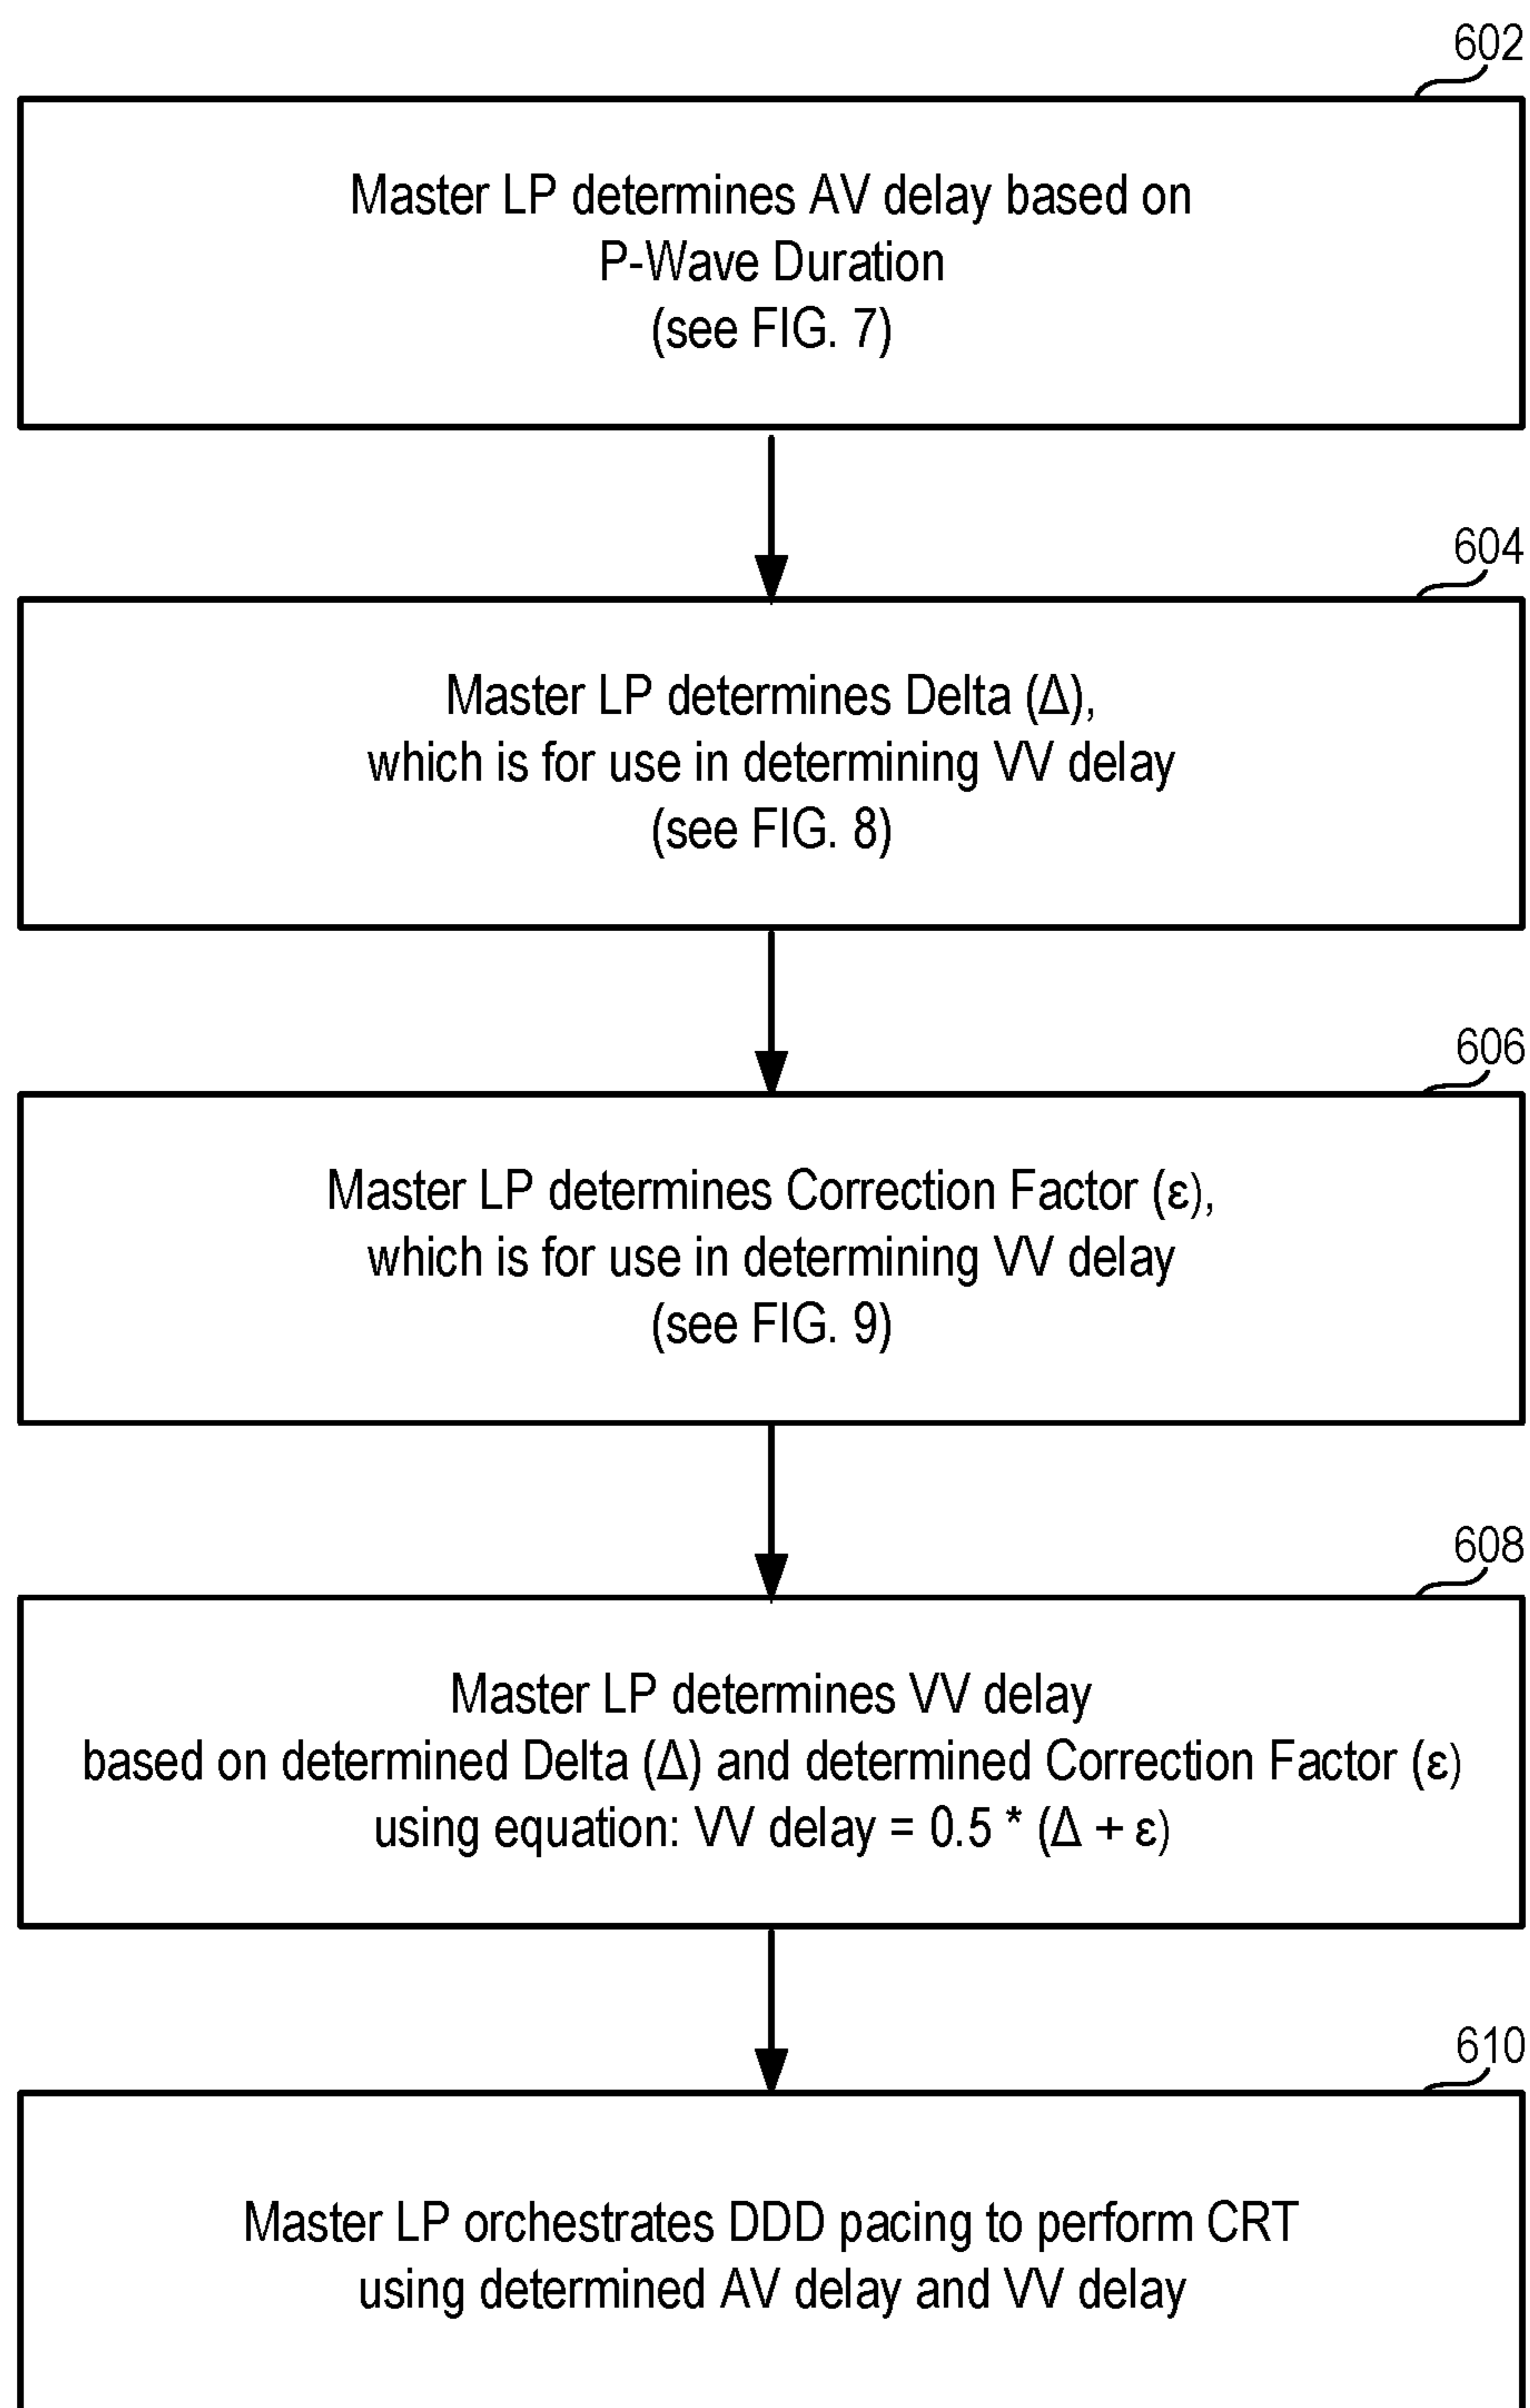 602
Master LP determines AV delay based on
P-Wave Duration
(see FIG. 7)
604
Master LP determines Delta (Δ),
which is for use in determining VV delay
(see FIG. 8)
606
Master LP determines Correction Factor (ε),
which is for use in determining VV delay
(see FIG. 9)
608
Master LP determines VV delay
based on determined Delta (Δ) and determined Correction Factor (ε)
using equation: VV delay = 0.5 * (Δ + ε)
610
Master LP orchestrates DDD pacing to perform CRT
using determined AV delay and VV delay